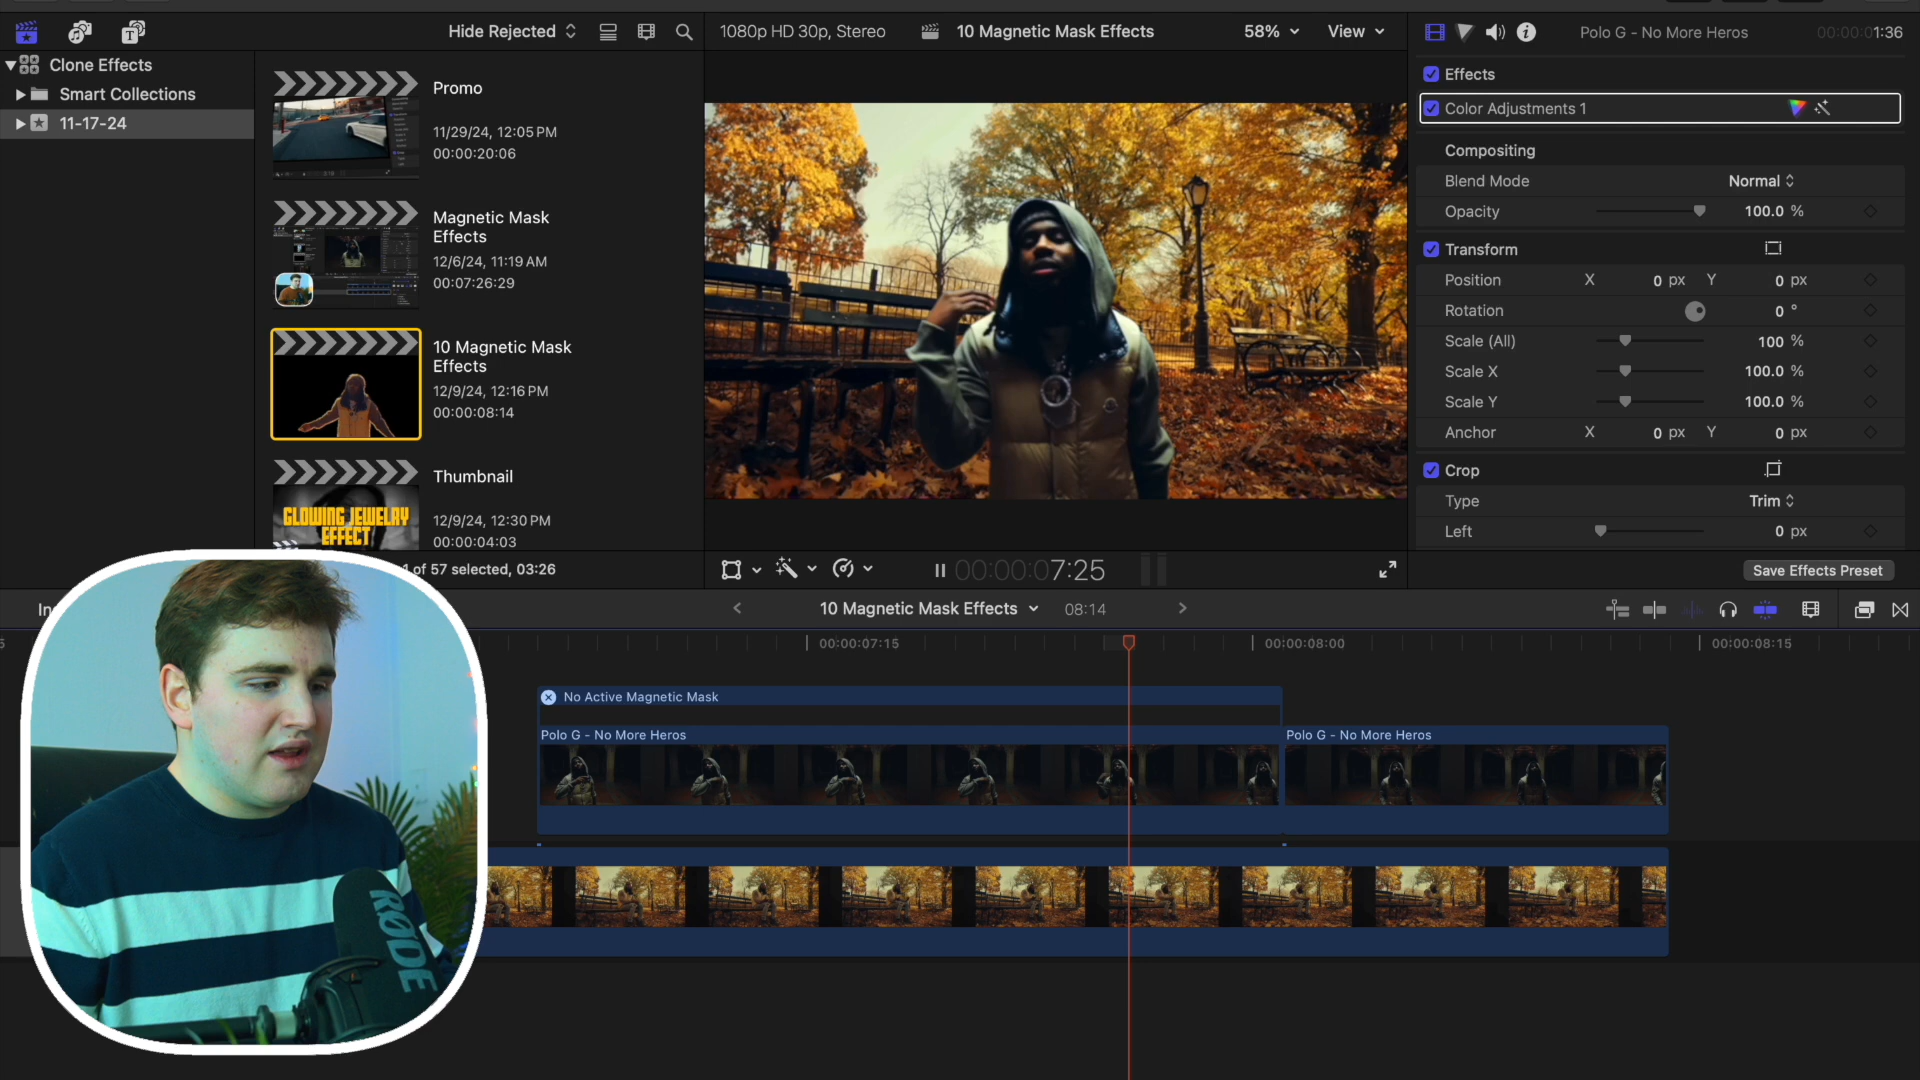 Hide Rejected
1080p HD 30p, Stereo
10 Magnetic Mask Effects
58%
View
Polo G - No More Heros
00:00:01:36
Clone Effects
Smart Collections
11-17-24
Promo
11/29/24, 12:05 PM
00:00:20:06
Magnetic Mask
Effects
12/6/24, 11:19 AM
00:07:26:29
10 Magnetic Mask
Effects
12/9/24, 12:16 PM
00:00:08:14
Thumbnail
12/9/24, 12:30 PM
00:00:04:03
GLOWING JEWELRY
EFFECT
of 57 selected, 03:26
Effects
Color Adjustments 1
Compositing
Blend Mode
Normal
Opacity
100.0 %
Transform
Position X 0 px Y 0 px
Rotation 0 °
Scale (All) 100 %
Scale X 100.0 %
Scale Y 100.0 %
Anchor X 0 px Y 0 px
Crop
Type Trim
Left 0 px
Save Effects Preset
00:00:07:25
10 Magnetic Mask Effects
08:14
00:00:07:15
00:00:08:00
00:00:08:15
No Active Magnetic Mask
Polo G - No More Heros
Polo G - No More Heros
RØDE